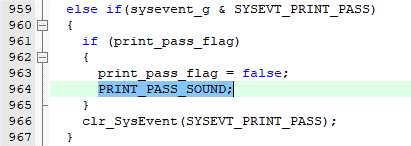 959 else if(sysevent_g & SYSEVT_PRINT_PASS)
960 {
961 if (print_pass_flag)
962 {
963 print_pass_flag = false;
964 PRINT_PASS_SOUND;
965 }
966 clr_SysEvent(SYSEVT_PRINT_PASS);
967 }